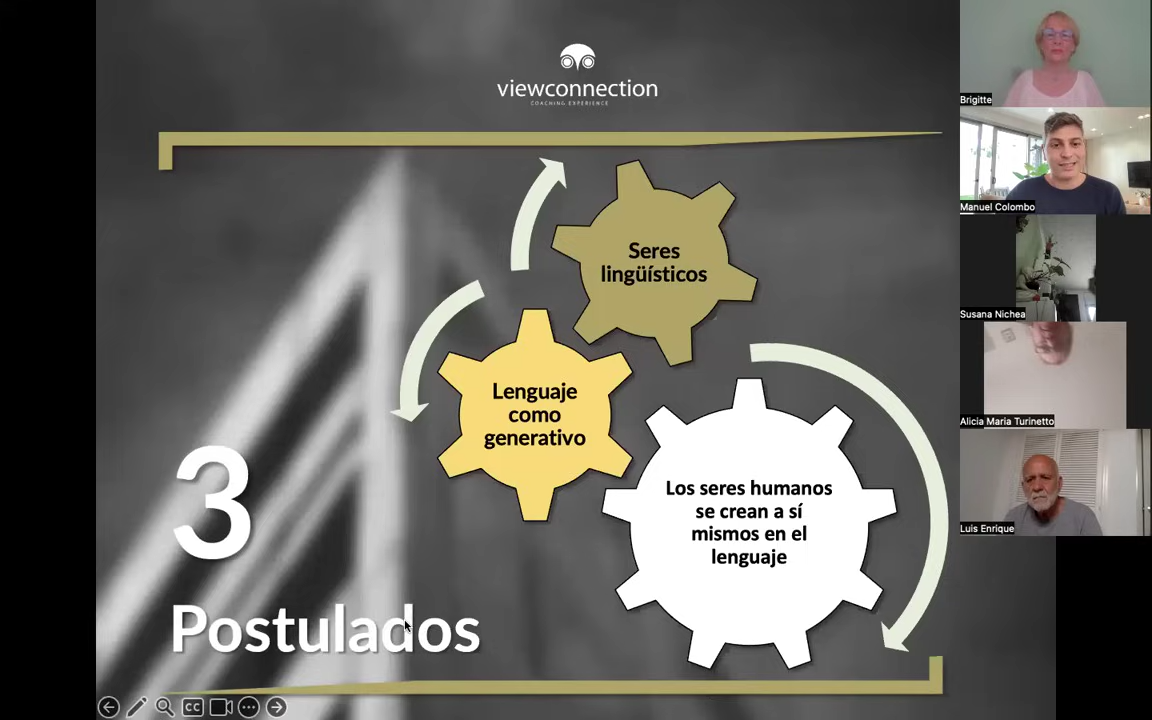 viewconnection
COACHING EXPERIENCE
Seres
lingüísticos
Lenguaje
como
generativo
Los seres humanos
se crean a sí
mismos en el
lenguaje
3
Postulados
CC
Brigitte
Manuel Colombo
Susana Nichea
Alicia Maria Turinetto
Luis Enrique